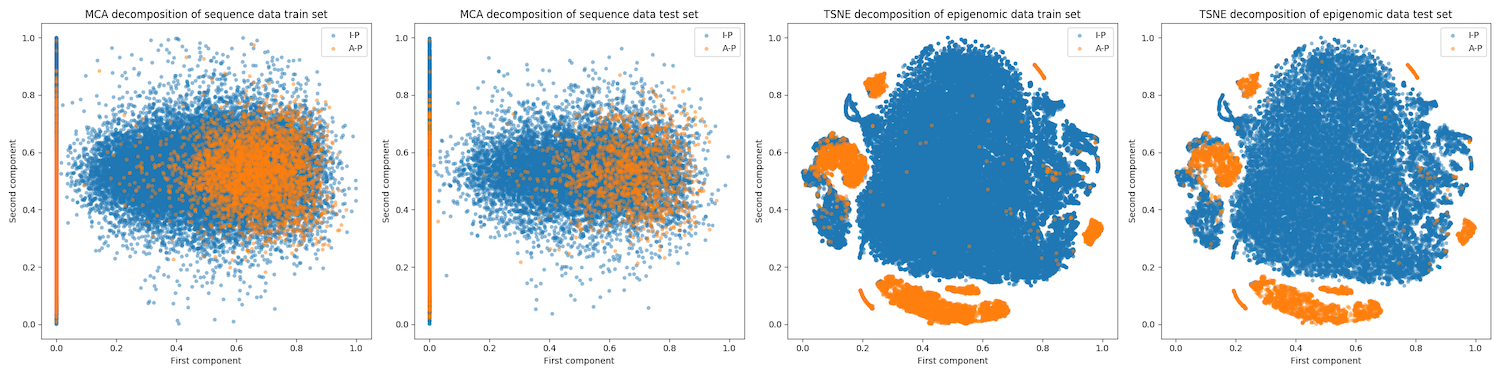 MCA decomposition of sequence data train set
I-P
A-P
Second component
1.0
0.8
0.6
0.4
0.2
0.0
0.0 0.2 0.4 0.6 0.8 1.0
First component
MCA decomposition of sequence data test set
I-P
A-P
Second component
1.0
0.8
0.6
0.4
0.2
0.0
0.0 0.2 0.4 0.6 0.8 1.0
First component
TSNE decomposition of epigenomic data train set
I-P
A-P
Second component
1.0
0.8
0.6
0.4
0.2
0.0
0.0 0.2 0.4 0.6 0.8 1.0
First component
TSNE decomposition of epigenomic data test set
I-P
A-P
Second component
1.0
0.8
0.6
0.4
0.2
0.0
0.0 0.2 0.4 0.6 0.8 1.0
First component